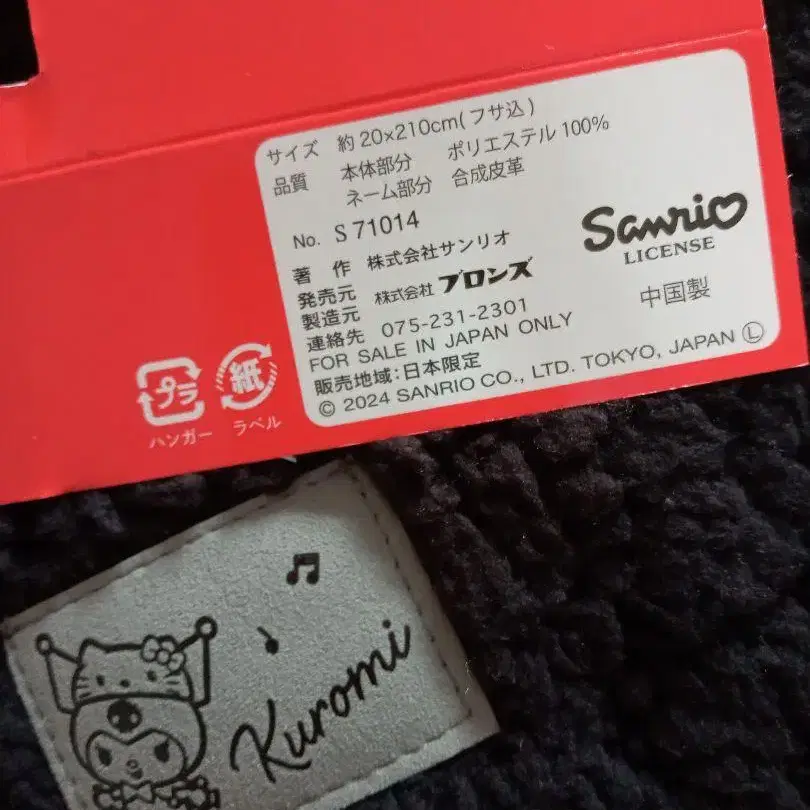 サイズ 約20×210cm(フサ込)
品質 本体部分 ポリエステル100%
ネーム部分 合成皮革
No. S 71014
著作 株式会社サンリオ
発売元
製造元 株式会社ブロンズ
連絡先 075-231-2301
FOR SALE IN JAPAN ONLY
販売地域:日本限定
© 2024 SANRIO CO., LTD. TOKYO, JAPAN Ⓛ
Sanrio
LICENSE
中国製
プラ
ハンガー
紙
ラベル
Kuromi